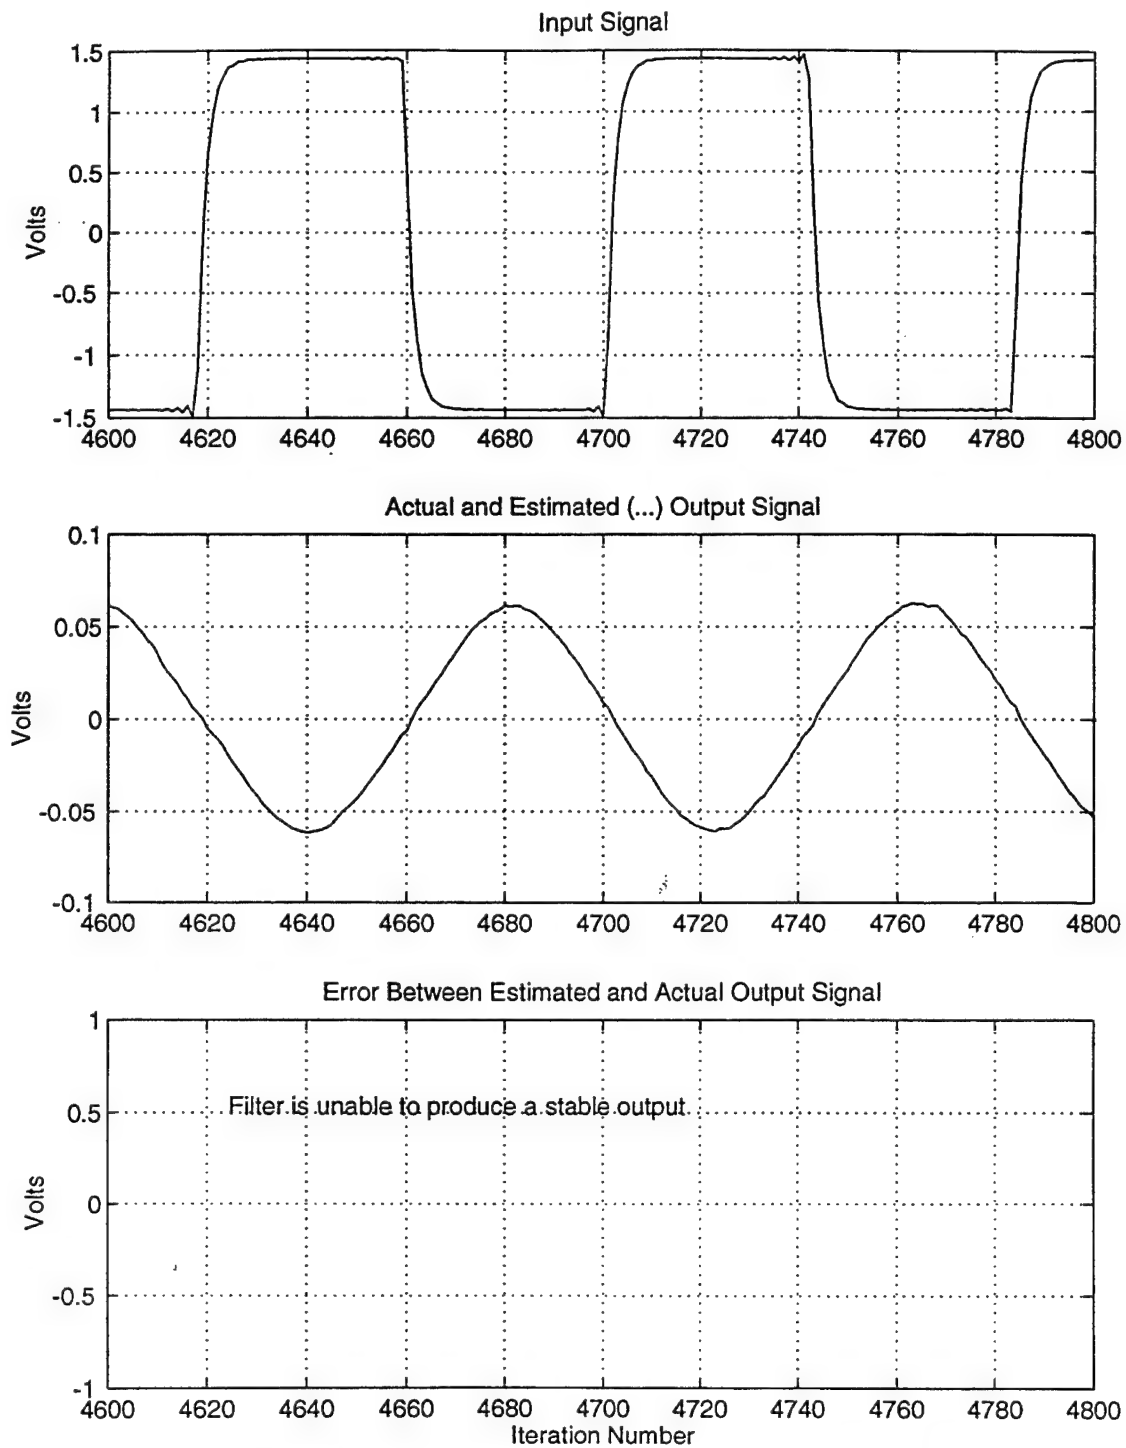 Input Signal
1.5
1
0.5
0
-0.5
-1
-1.5
Volts
4600 4620 4640 4660 4680 4700 4720 4740 4760 4780 4800
Actual and Estimated (...) Output Signal
0.1
0.05
0
-0.05
-0.1
Volts
4600 4620 4640 4660 4680 4700 4720 4740 4760 4780 4800
Error Between Estimated and Actual Output Signal
1
Filter is unable to produce a stable output
0.5
0
-0.5
-1
Volts
4600 4620 4640 4660 4680 4700 4720 4740 4760 4780 4800
Iteration Number